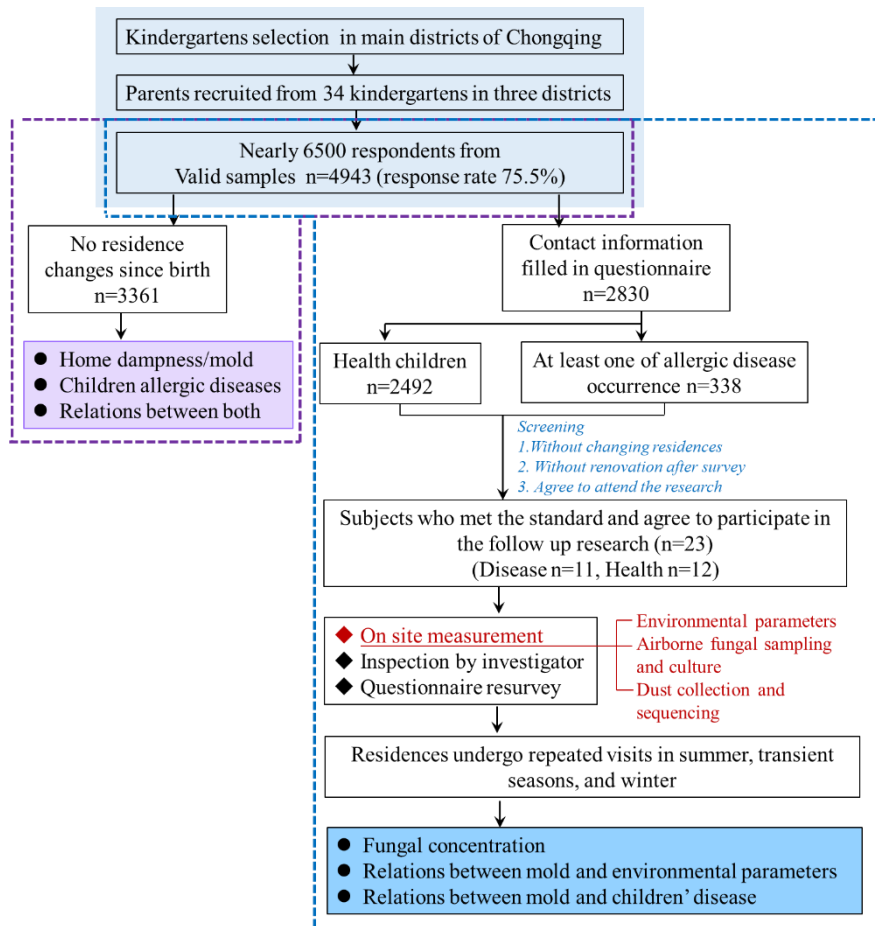 Kindergartens selection in main districts of Chongqing
Parents recruited from 34 kindergartens in three districts
Nearly 6500 respondents from
Valid samples n=4943 (response rate 75.5%)
No residence
changes since birth
n=3361
● Home dampness/mold
● Children allergic diseases
● Relations between both
Contact information
filled in questionnaire
n=2830
Health children
n=2492
At least one of allergic disease
occurrence n=338
Screening
1.Without changing residences
2. Without renovation after survey
3. Agree to attend the research
Subjects who met the standard and agree to participate in
the follow up research (n=23)
(Disease n=11, Health n=12)
◆ On site measurement
◆ Inspection by investigator
◆ Questionnaire resurvey
Environmental parameters
Airborne fungal sampling
and culture
Dust collection and
sequencing
Residences undergo repeated visits in summer, transient
seasons, and winter
● Fungal concentration
● Relations between mold and environmental parameters
● Relations between mold and children’ disease